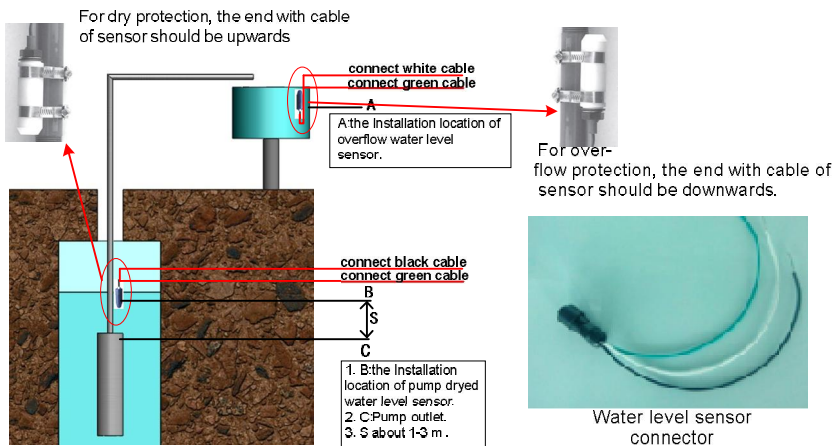 For dry protection, the end with cable
of sensor should be upwards
connect white cable
connect green cable
A
A:the Installation location of
overflow water level
sensor.
For over-
flow protection, the end with cable of
sensor should be downwards.
connect black cable
connect green cable
B
S
C
1. B:the Installation
location of pump dryed
water level sensor.
2. C:Pump outlet.
3. S about 1-3 m .
Water level sensor
connector